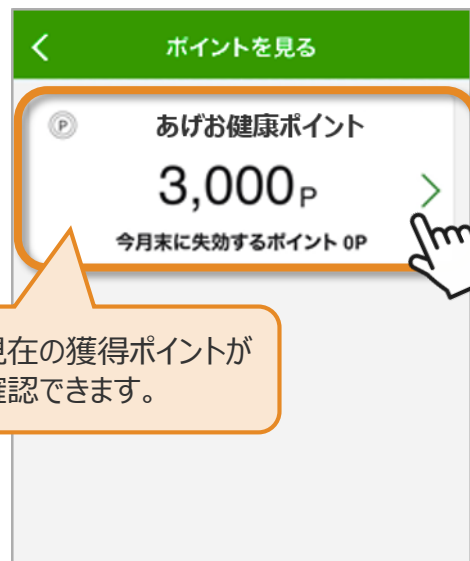 ポイントを見る
P
あげお健康ポイント
3,000P
今月末に失効するポイント 0P
現在の獲得ポイントが
確認できます。